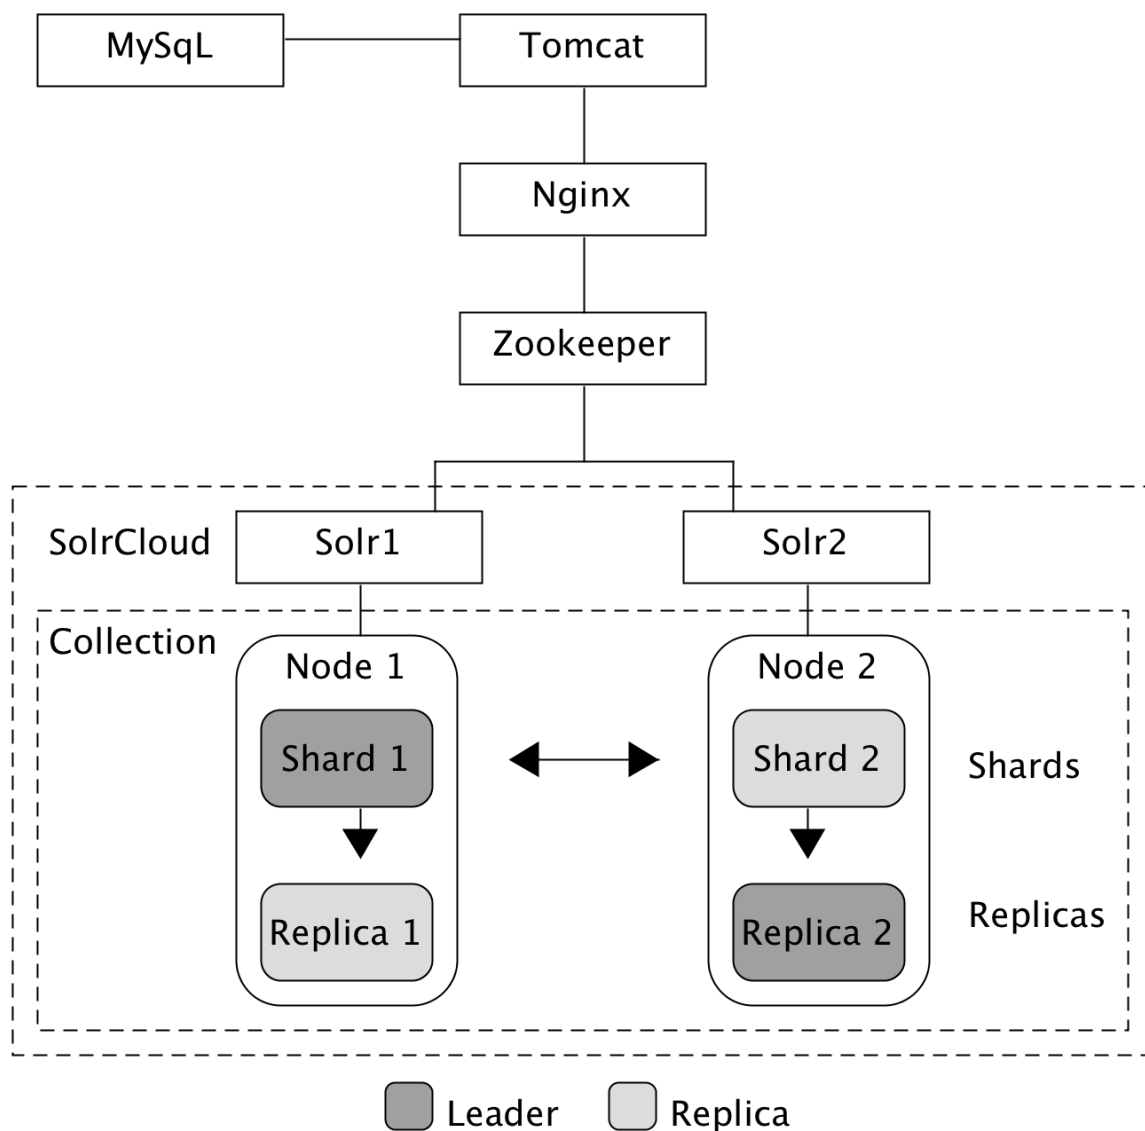 MySqL
Tomcat
Nginx
Zookeeper
SolrCloud
Solr1
Solr2
Collection
Node 1
Node 2
Shard 1
Shard 2
Shards
Replica 1
Replica 2
Replicas
Leader
Replica